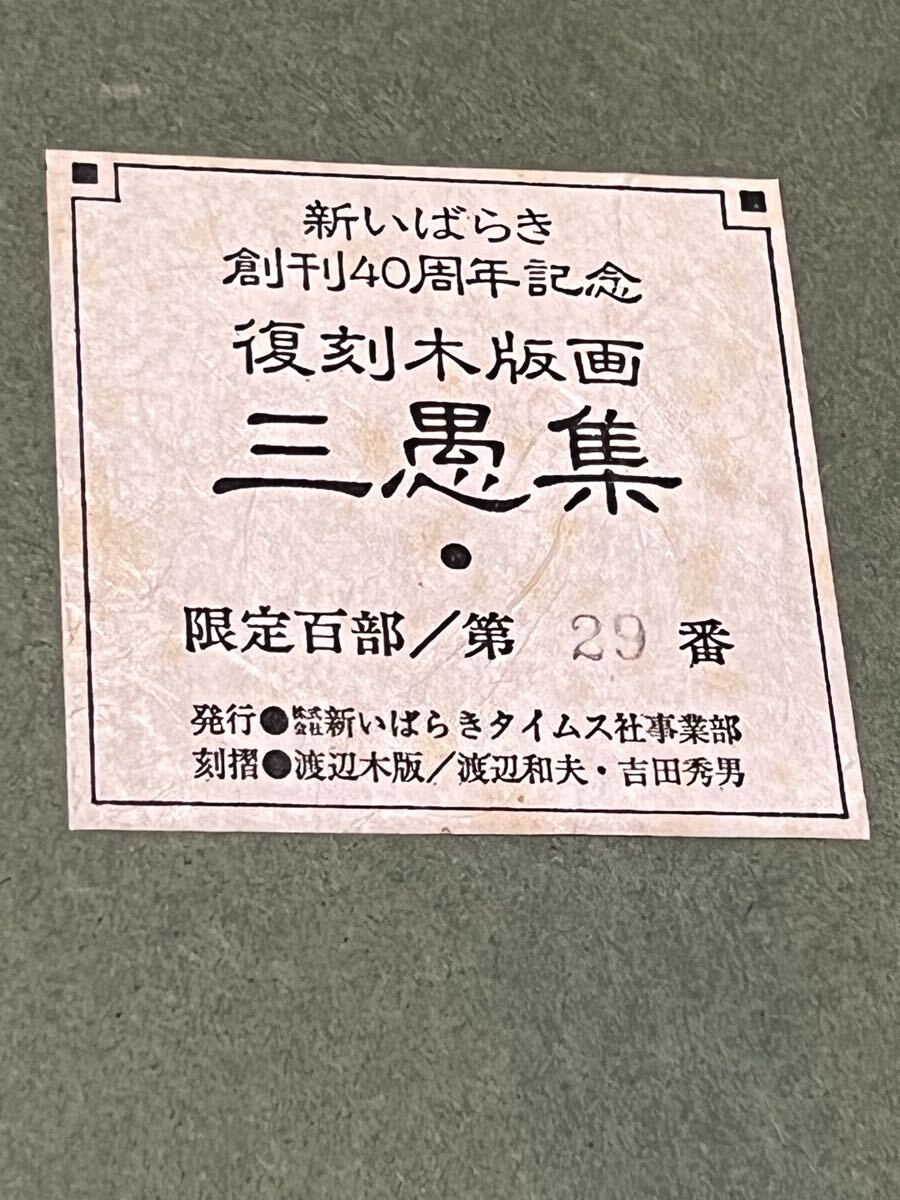 新いばらき
創刊40周年記念
復刻木版画
三愚集
●
限定百部／第 29 番
発行●株式会社新いばらきタイムス社事業部
刻摺●渡辺木版／渡辺和夫・吉田秀男